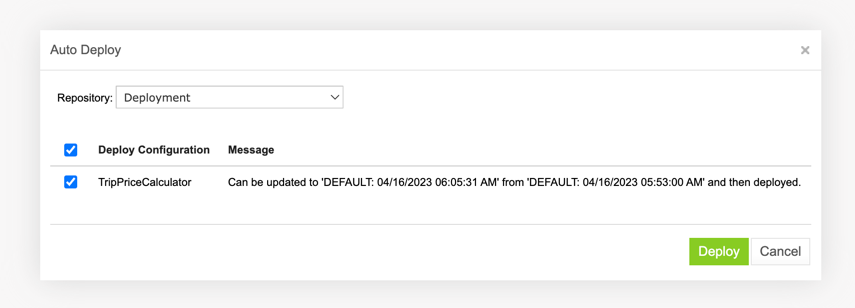 Auto Deploy ×
Repository: Deployment
Deploy Configuration Message
TripPriceCalculator Can be updated to 'DEFAULT: 04/16/2023 06:05:31 AM' from 'DEFAULT: 04/16/2023 05:53:00 AM' and then deployed.
Deploy Cancel